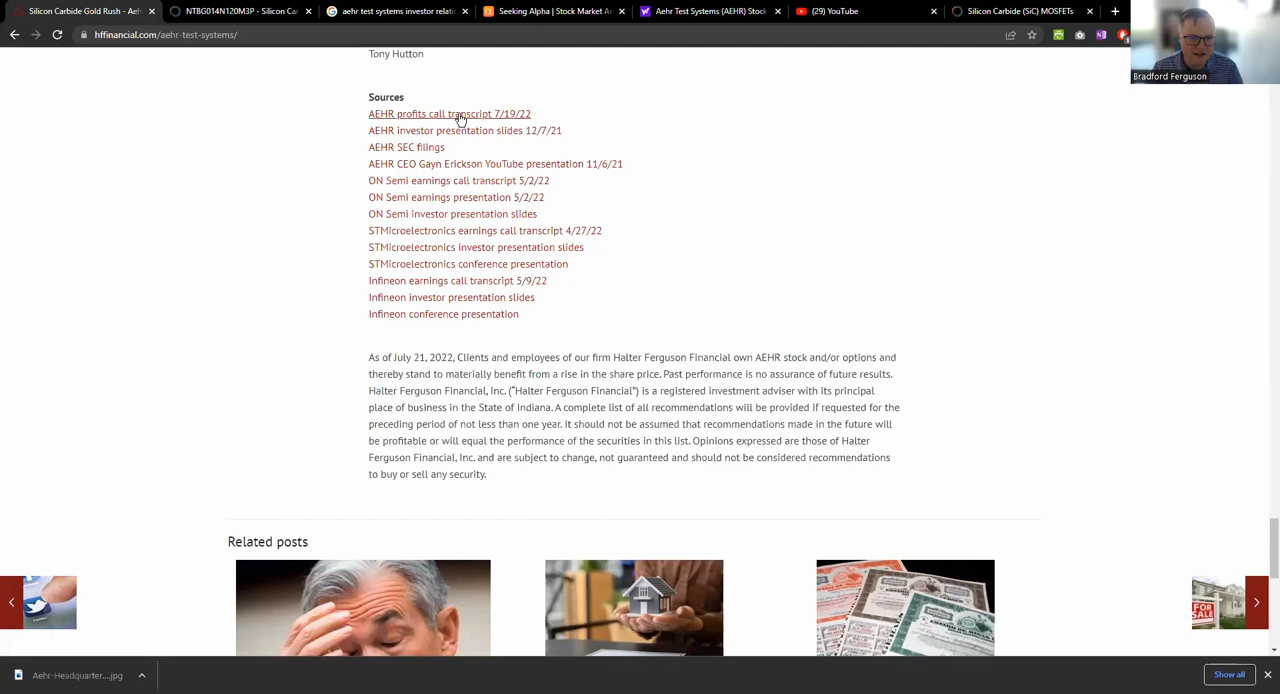 Silicon Carbide Gold Rush - Aeh
NTBG014N120M3P - Silicon Car
aehr test systems investor relati
Seeking Alpha | Stock Market An
Aehr Test Systems (AEHR) Stock
(29) YouTube
Silicon Carbide (SiC) MOSFETs
hffinancial.com/aehr-test-systems/
Bradford Ferguson
Tony Hutton
Sources
AEHR profits call transcript 7/19/22
AEHR investor presentation slides 12/7/21
AEHR SEC filings
AEHR CEO Gayn Erickson YouTube presentation 11/6/21
ON Semi earnings call transcript 5/2/22
ON Semi earnings presentation 5/2/22
ON Semi investor presentation slides
STMicroelectronics earnings call transcript 4/27/22
STMicroelectronics investor presentation slides
STMicroelectronics conference presentation
Infineon earnings call transcript 5/9/22
Infineon investor presentation slides
Infineon conference presentation
As of July 21, 2022, Clients and employees of our firm Halter Ferguson Financial own AEHR stock and/or options and
thereby stand to materially benefit from a rise in the share price. Past performance is no assurance of future results.
Halter Ferguson Financial, Inc. ("Halter Ferguson Financial") is a registered investment adviser with its principal
place of business in the State of Indiana. A complete list of all recommendations will be provided if requested for the
preceding period of not less than one year. It should not be assumed that recommendations made in the future will
be profitable or will equal the performance of the securities in this list. Opinions expressed are those of Halter
Ferguson Financial, Inc. and are subject to change, not guaranteed and should not be considered recommendations
to buy or sell any security.
Related posts
FOR
SALE
Aehr-Headquarter....jpg
Show all